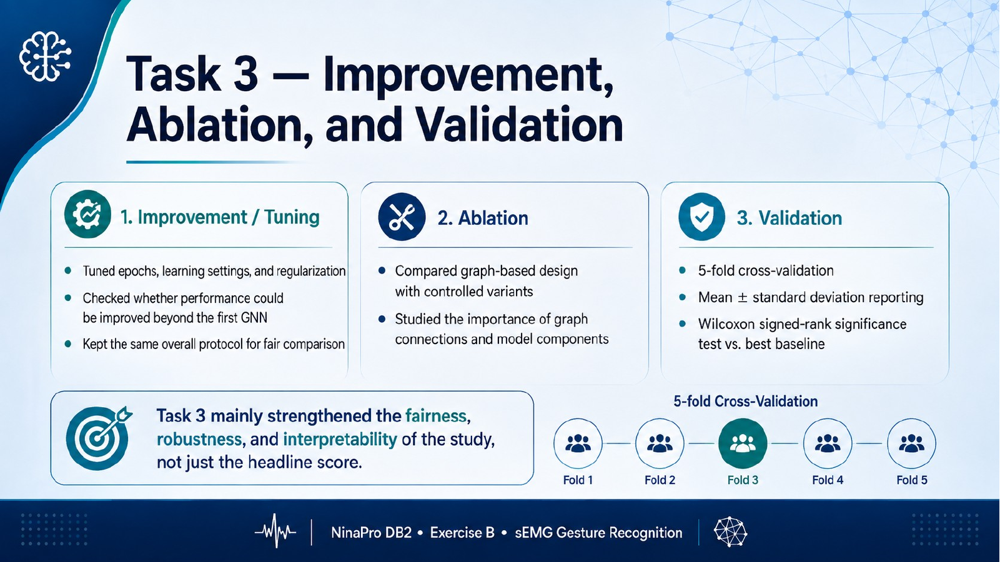 Task 3 — Improvement,
Ablation, and Validation
1. Improvement / Tuning
• Tuned epochs, learning settings, and regularization
• Checked whether performance could
be improved beyond the first GNN
• Kept the same overall protocol for fair comparison
2. Ablation
• Compared graph-based design
with controlled variants
• Studied the importance of graph
connections and model components
3. Validation
• 5-fold cross-validation
• Mean ± standard deviation reporting
• Wilcoxon signed-rank significance
test vs. best baseline
Task 3 mainly strengthened the fairness,
robustness, and interpretability of the study,
not just the headline score.
5-fold Cross-Validation
Fold 1
Fold 2
Fold 3
Fold 4
Fold 5
NinaPro DB2 • Exercise B • sEMG Gesture Recognition